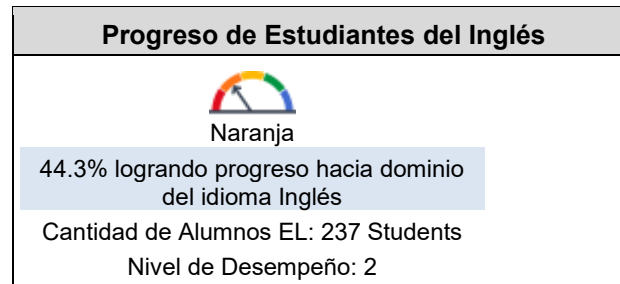 Progreso de Estudiantes del Inglés
Naranja
44.3% logrando progreso hacia dominio
del idioma Inglés
Cantidad de Alumnos EL: 237 Students
Nivel de Desempeño: 2